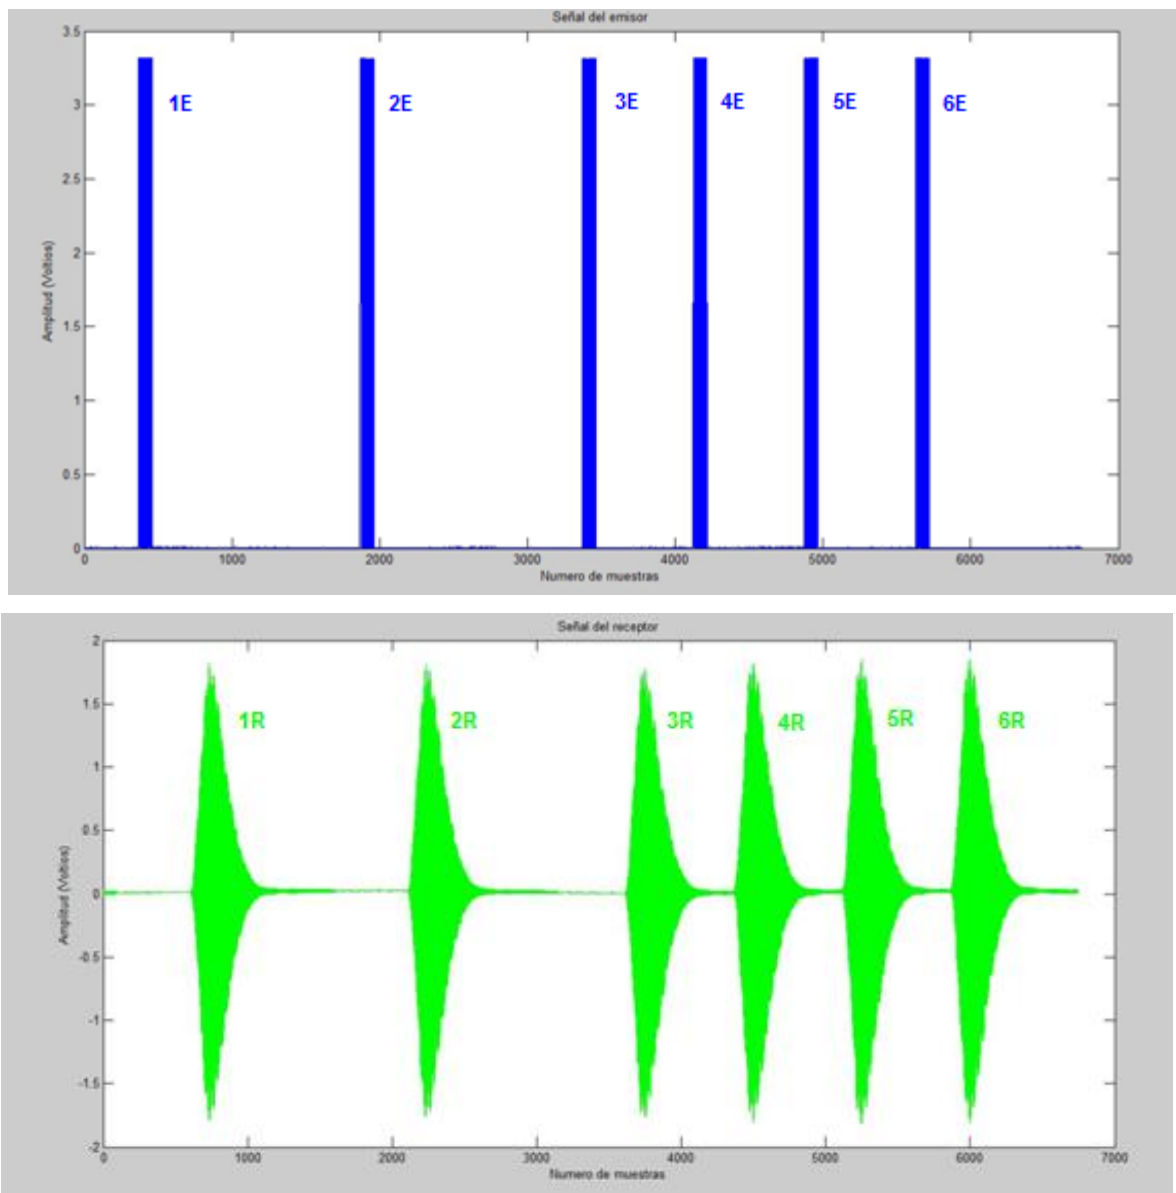 Señal del emisor
3.5
3
2.5
2
1.5
1
0.5
0
Amplitud (Voltios)
1E 2E 3E 4E 5E 6E
0 1000 2000 3000 4000 5000 6000 7000
Numero de muestras
Señal del receptor
2
1.5
1
0.5
0
-0.5
-1
-1.5
-2
Amplitud (Voltios)
1R 2R 3R 4R 5R 6R
0 1000 2000 3000 4000 5000 6000 7000
Numero de muestras